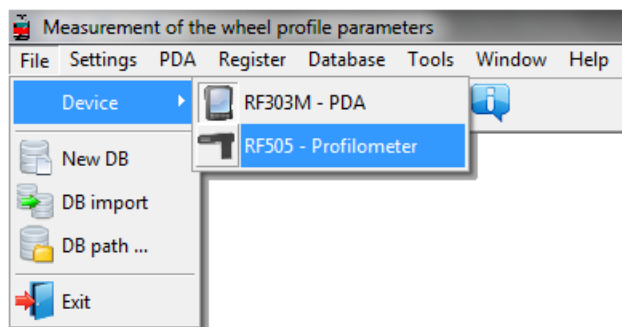 Measurement of the wheel profile parameters
File Settings PDA Register Database Tools Window Help
Device
RF303M - PDA
RF505 - Profilometer
New DB
DB import
DB path ...
Exit